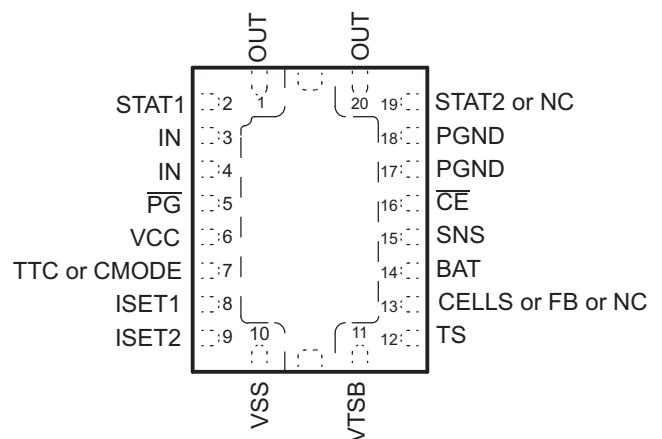 OUT OUT
STAT1 2 1 20 19 STAT2 or NC
IN 3 18 PGND
IN 4 17 PGND
PG 5 16 CE
VCC 6 15 SNS
TTC or CMODE 7 14 BAT
ISET1 8 13 CELLS or FB or NC
ISET2 9 10 11 12 TS
VSS VTSB